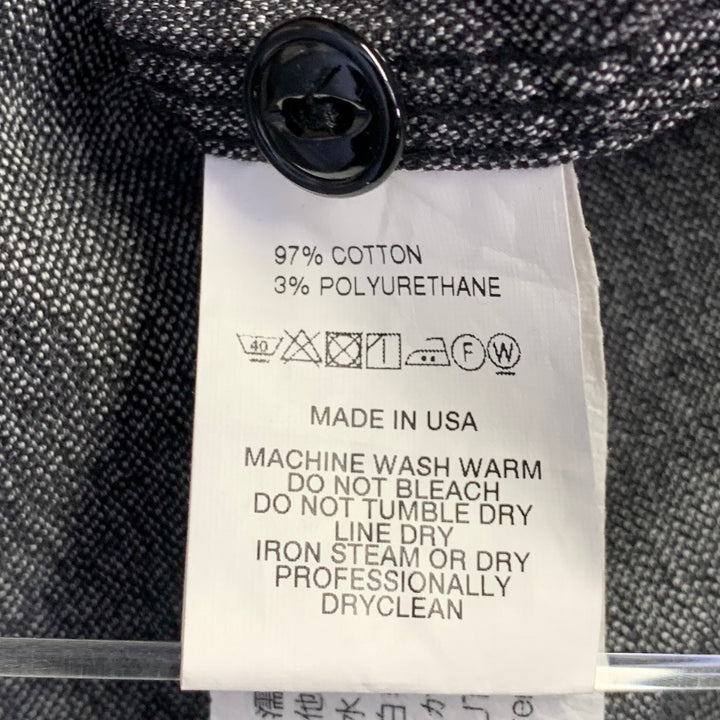 97% COTTON
3% POLYURETHANE
40 F W
MADE IN USA
MACHINE WASH WARM
DO NOT BLEACH
DO NOT TUMBLE DRY
LINE DRY
IRON STEAM OR DRY
PROFESSIONALLY
DRYCLEAN